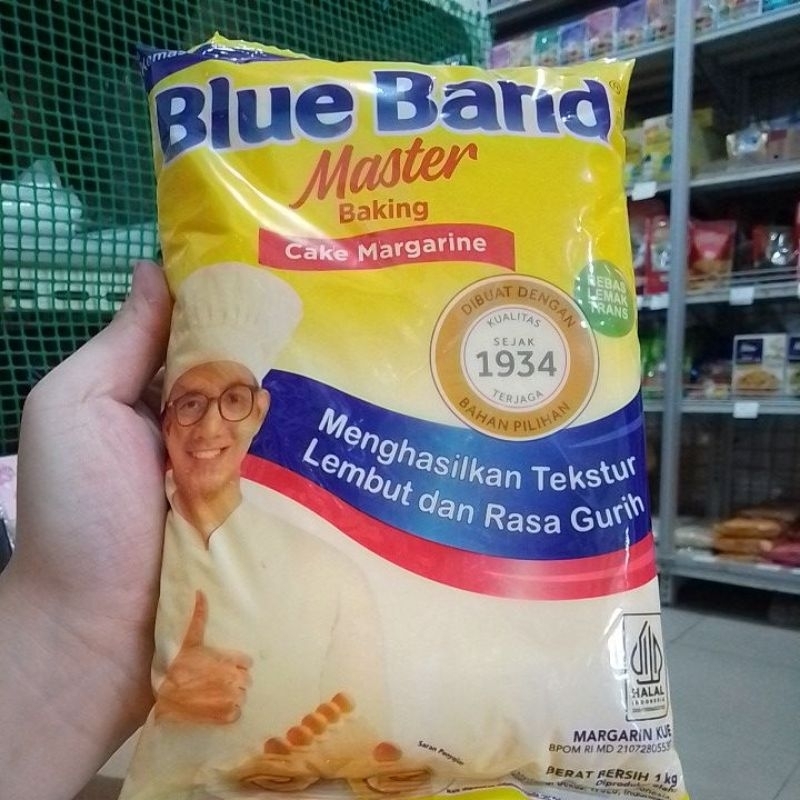 Blue Band
Master
Baking
Cake Margarine
BEBAS
LEMAK
TRANS
DIBUAT DENGAN
KUALITAS
SEJAK
1934
TERJAGA
BAHAN PILIHAN
Menghasilkan Tekstur
Lembut dan Rasa Gurih
HALAL
INDONESIA
MARGARIN KUE
BPOM RI MD
Saran Penyajian
BERAT BERSIH 1 kg